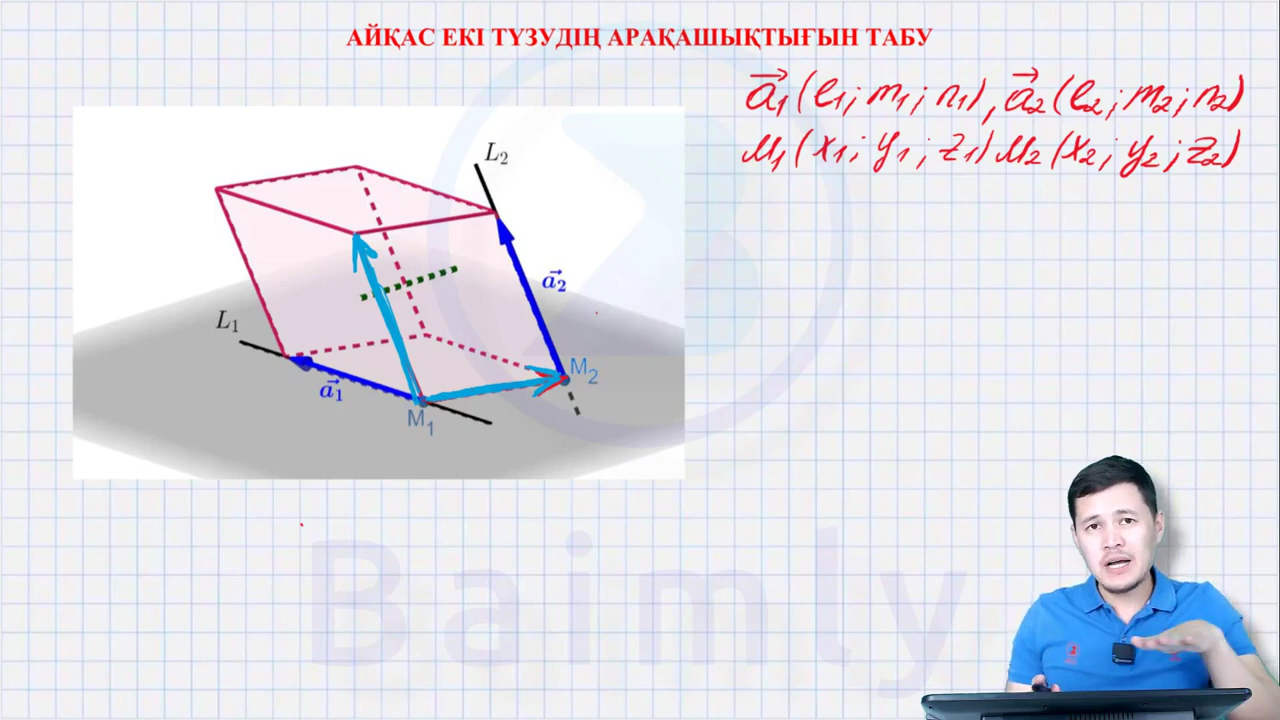 АЙҚАС ЕКІ ТҮЗУДІҢ АРАҚАШЫҚТЫҒЫН ТАБУ
a⃗1 (l1; m1; n1), a⃗2 (l2; m2; n2)
M1 (x1; y1; z1) M2 (x2; y2; z2)
L2
a⃗2
L1
M2
a⃗1
M1
Baimly